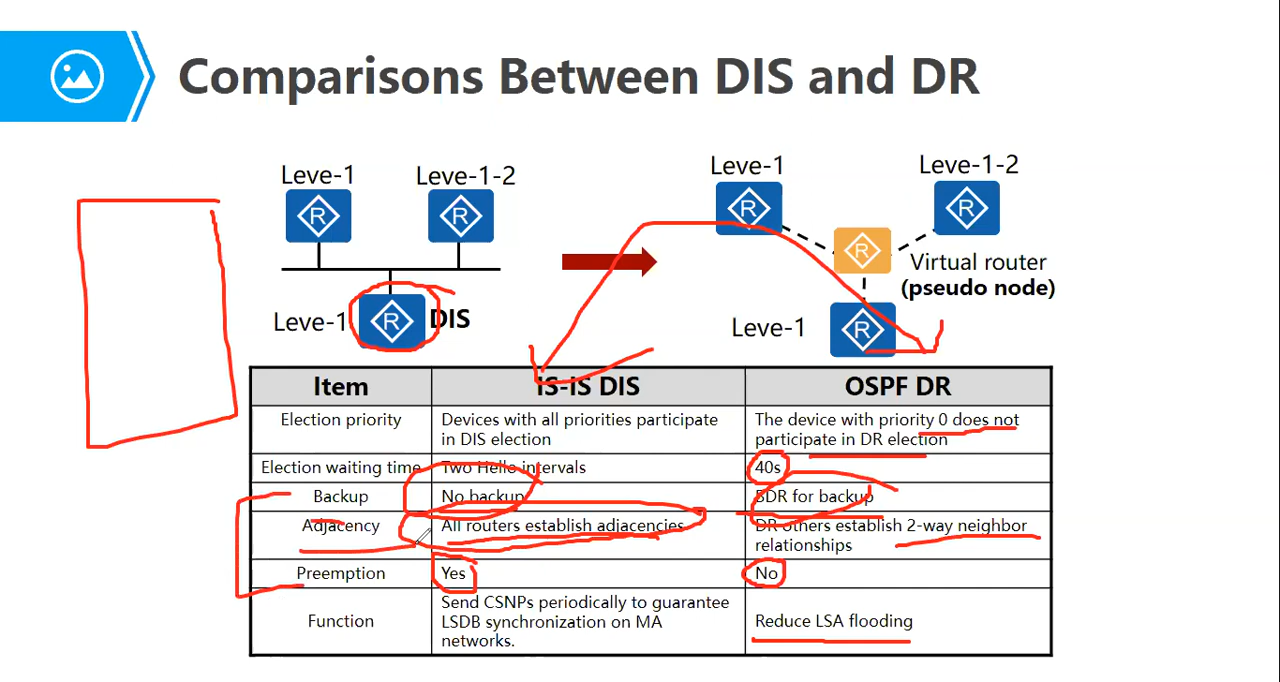 Comparisons Between DIS and DR
Leve-1
Leve-1-2
R
R
R
Leve-1
DIS
Leve-1
Leve-1-2
R
R
R
Virtual router
(pseudo node)
Leve-1
R
Item
IS-IS DIS
OSPF DR
Election priority
Devices with all priorities participate
in DIS election
The device with priority 0 does not
participate in DR election
Election waiting time
Two Hello intervals
40s
Backup
No backup
BDR for backup
Adjacency
All routers establish adjacencies
DR others establish 2-way neighbor
relationships
Preemption
Yes
No
Function
Send CSNPs periodically to guarantee
LSDB synchronization on MA
networks.
Reduce LSA flooding